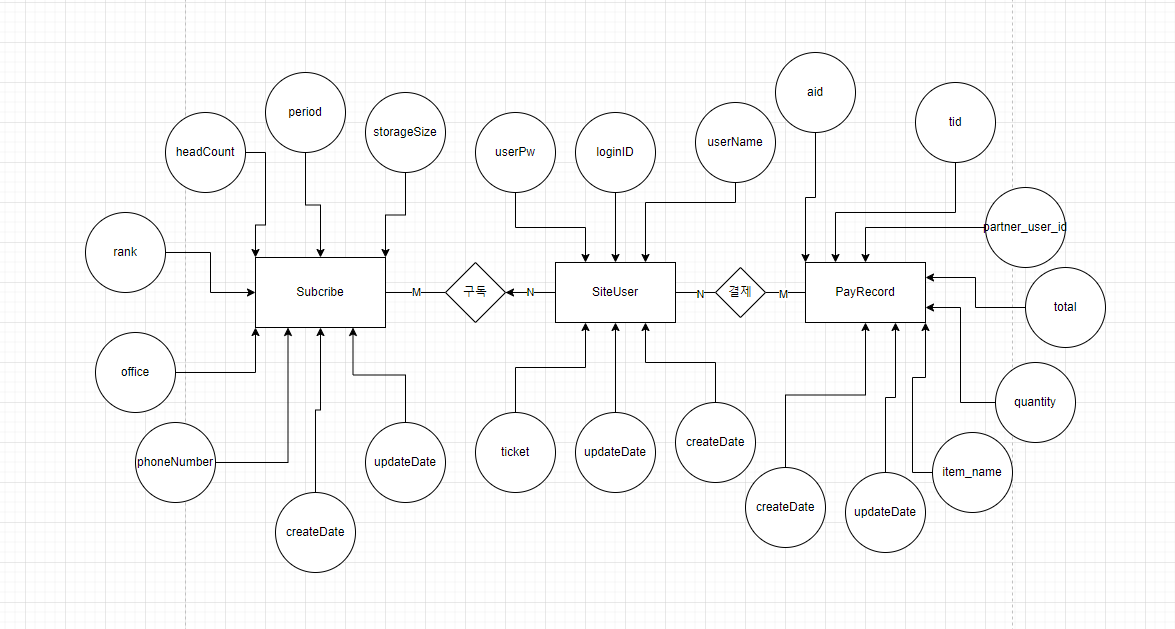 aid
period
tid
storageSize
userName
headCount
userPw
loginID
partner_user_id
rank
Subcribe
M
구독
N
SiteUser
N
결제
M
PayRecord
total
office
quantity
phoneNumber
updateDate
ticket
updateDate
createDate
item_name
createDate
createDate
updateDate